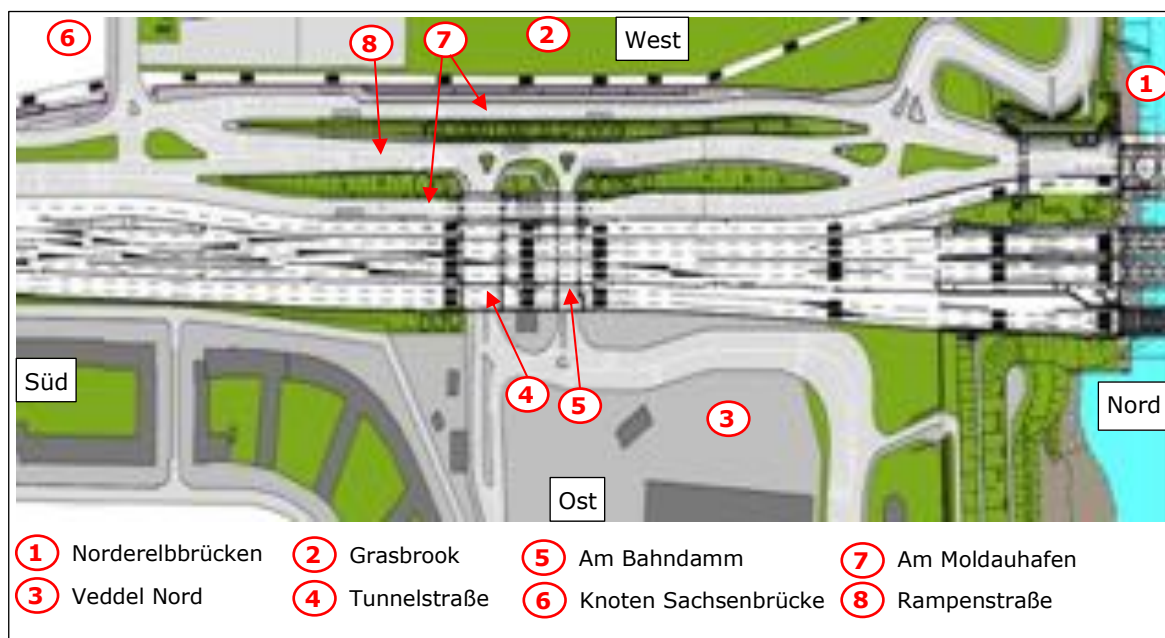 6
8
7
2
West
1
Süd
4
5
3
Nord
Ost
1 Norderelbbrücken 2 Grasbrook 5 Am Bahndamm 7 Am Moldauhafen
3 Veddel Nord 4 Tunnelstraße 6 Knoten Sachsenbrücke 8 Rampenstraße